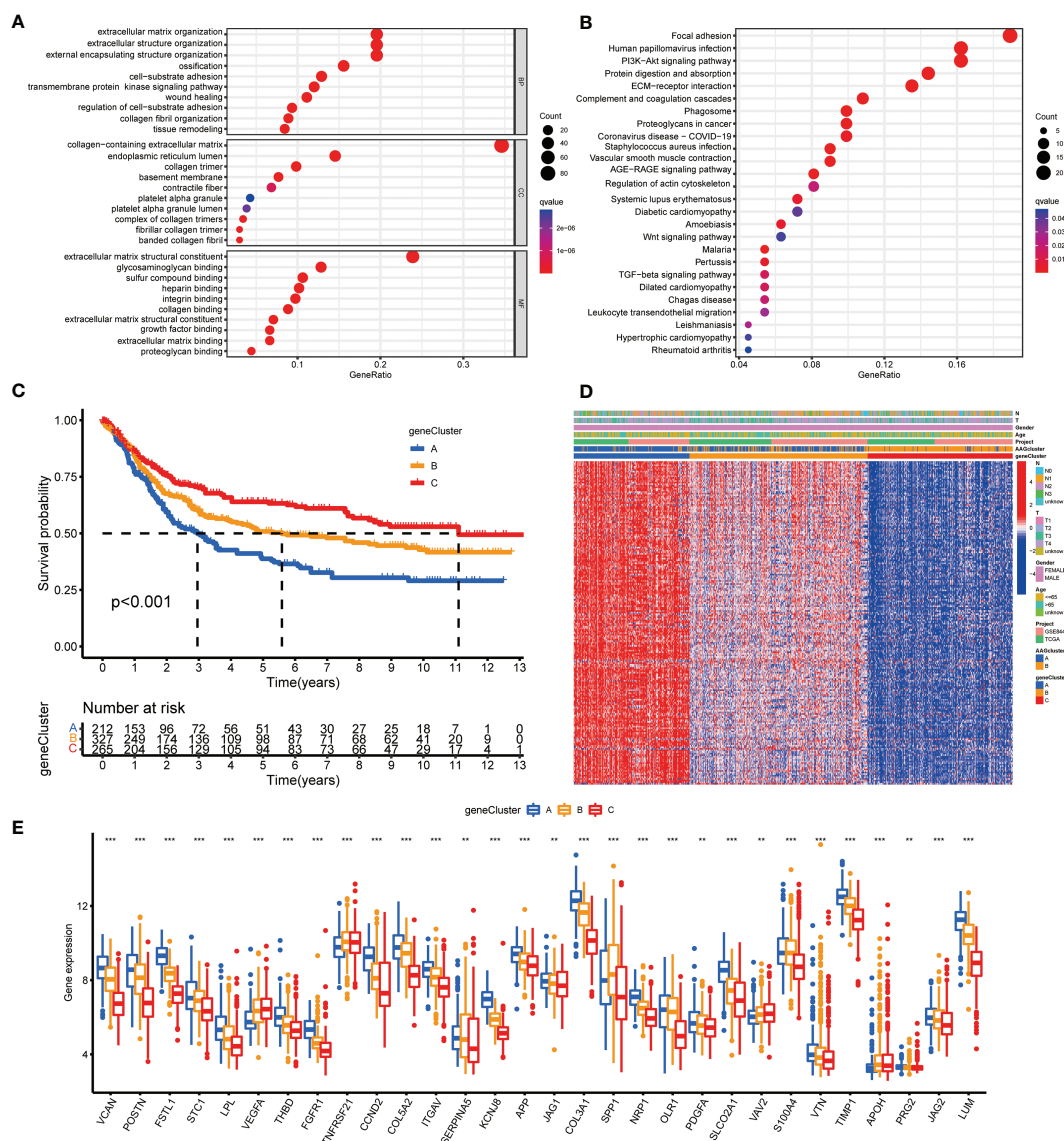 A
extracellular matrix organization
extracellular structure organization
external encapsulating structure organization
ossification
cell-substrate adhesion
transmembrane protein kinase signaling pathway
wound healing
regulation of cell-substrate adhesion
collagen fibril organization
tissue remodeling
BP
collagen-containing extracellular matrix
endoplasmic reticulum lumen
collagen trimer
basement membrane
contractile fiber
platelet alpha granule
platelet alpha granule lumen
complex of collagen trimers
fibrillar collagen trimer
banded collagen fibril
CC
extracellular matrix structural constituent
glycosaminoglycan binding
sulfur compound binding
heparin binding
integrin binding
collagen binding
extracellular matrix structural constituent
growth factor binding
extracellular matrix binding
proteoglycan binding
MF
0.1 0.2 0.3
GeneRatio
Count
20
40
60
80
qvalue
2e-06
1e-06
B
Focal adhesion
Human papillomavirus infection
PI3K-Akt signaling pathway
Protein digestion and absorption
ECM-receptor interaction
Complement and coagulation cascades
Phagosome
Proteoglycans in cancer
Coronavirus disease - COVID-19
Staphylococcus aureus infection
Vascular smooth muscle contraction
AGE-RAGE signaling pathway
Regulation of actin cytoskeleton
Systemic lupus erythematosus
Diabetic cardiomyopathy
Amoebiasis
Wnt signaling pathway
Malaria
Pertussis
TGF-beta signaling pathway
Dilated cardiomyopathy
Chagas disease
Leukocyte transendothelial migration
Leishmaniasis
Hypertrophic cardiomyopathy
Rheumatoid arthritis
0.04 0.08 0.12 0.16
GeneRatio
Count
5
10
15
20
qvalue
0.04
0.03
0.02
0.01
C
geneCluster
A
B
C
Survival probability
1.00
0.75
0.50
0.25
0.00
p<0.001
0 1 2 3 4 5 6 7 8 9 10 11 12 13
Time(years)
Number at risk
geneCluster
A 212 153 96 72 56 51 43 30 27 25 18 7 1 0
B 327 249 174 136 109 98 87 71 68 62 41 20 9 0
C 265 204 156 129 105 94 83 73 66 47 29 17 4 1
0 1 2 3 4 5 6 7 8 9 10 11 12 13
Time(years)
D
N
T
Gender
Age
Project
AAGcluster
geneCluster
4
2
0
-2
-4
N
N0
N1
N2
N3
unknow
T
T1
T2
T3
T4
unknow
Gender
FEMALE
MALE
Age
<=65
>65
unknow
Project
GSE844
TCGA
AAGcluster
A
B
geneCluster
A
B
C
E
geneCluster A B C
*** *** *** *** *** *** *** *** *** *** *** *** ** *** *** ** *** *** *** *** ** *** ** *** *** *** *** ** *** ***
Gene expression
12
8
4
VCAN POSTN FSTL1 STC1 LPL VEGFA THBD FGFR1 TNFRSF21 CCND2 COL5A2 ITGAV SERPINA5 KCNJ8 APP JAG1 COL3A1 SPP1 NRP1 OLR1 PDGFA SLCO2A1 VAV2 S100A4 VTN TIMP1 APOH PRG2 JAG2 LUM